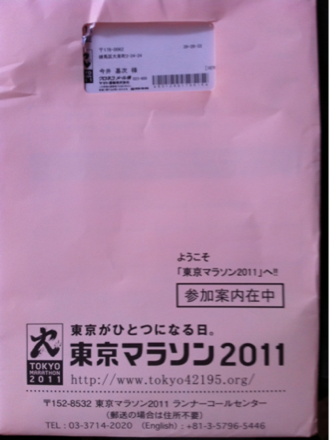 ようこそ
「東京マラソン2011」へ!!
参加案内在中
東京がひとつになる日。
東京マラソン2011
TOKYO
MARATHON
2011
http://www.tokyo42195.org/
〒152-8532 東京マラソン2011 ランナーコールセンター
(郵送の場合は住所不要)
TEL : 03-3714-2020 (English) : +81-3-5796-5320